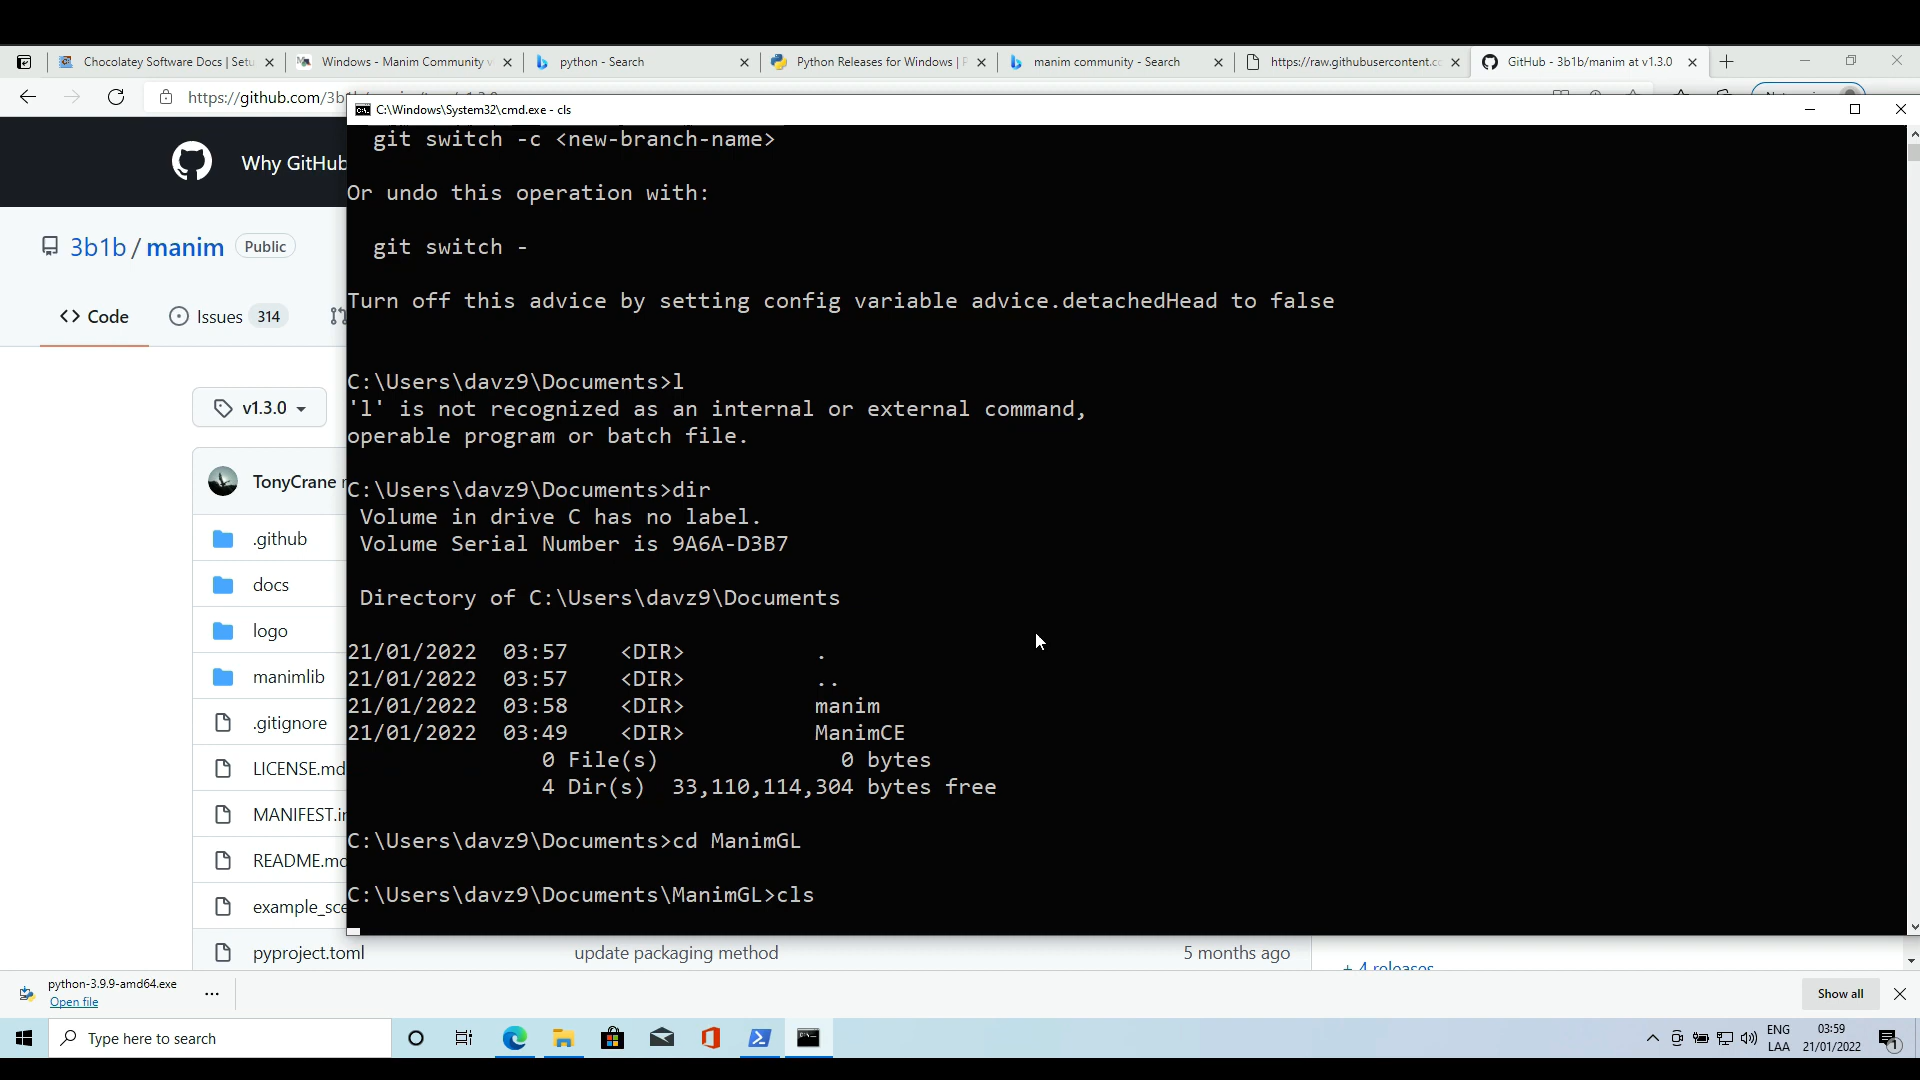 Chocolatey Software Docs | Setu
Windows - Manim Community v
python - Search
Python Releases for Windows |
manim community - Search
https://raw.githubusercontent.cc
GitHub - 3b1b/manim at v1.3.0
https://github.com/3b
C:\Windows\System32\cmd.exe - cls
git switch -c <new-branch-name>
Why GitHub
Or undo this operation with:
3b1b / manim Public
git switch -
Turn off this advice by setting config variable advice.detachedHead to false
Code
Issues 314
C:\Users\davz9\Documents>l
'l' is not recognized as an internal or external command,
operable program or batch file.
v1.3.0
TonyCrane
C:\Users\davz9\Documents>dir
Volume in drive C has no label.
Volume Serial Number is 9A6A-D3B7
.github
docs
Directory of C:\Users\davz9\Documents
logo
21/01/2022 03:57 <DIR> .
21/01/2022 03:57 <DIR> ..
21/01/2022 03:58 <DIR> manim
21/01/2022 03:49 <DIR> ManimCE
0 File(s) 0 bytes
4 Dir(s) 33,110,114,304 bytes free
manimlib
.gitignore
LICENSE.md
MANIFEST.in
C:\Users\davz9\Documents>cd ManimGL
README.md
C:\Users\davz9\Documents\ManimGL>cls
example_sce
pyproject.toml
update packaging method
5 months ago
+ 4 releases
python-3.9.9-amd64.exe
Open file
Show all
Type here to search
ENG
LAA
03:59
21/01/2022
1